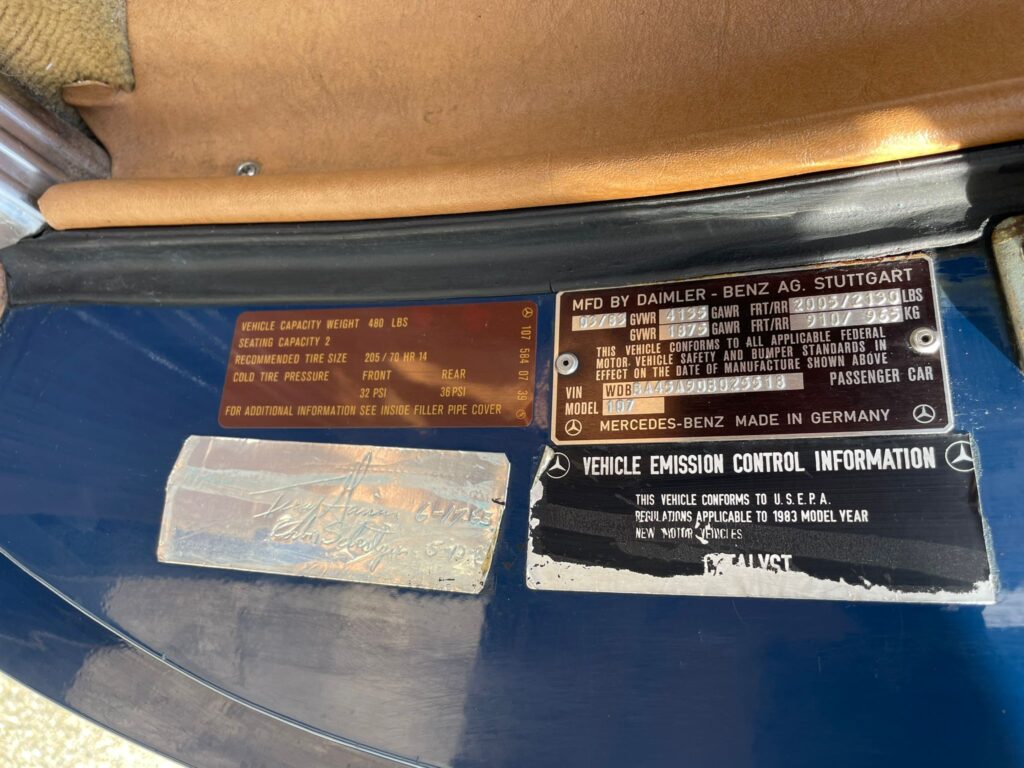 VEHICLE CAPACITY WEIGHT 480 LBS
SEATING CAPACITY 2
RECOMMENDED TIRE SIZE 205 / 70 HR 14
COLD TIRE PRESSURE FRONT REAR
32 PSI 36 PSI
FOR ADDITIONAL INFORMATION SEE INSIDE FILLER PIPE COVER
107 584 07 39
MFD BY DAIMLER - BENZ AG. STUTTGART
03/83 GVWR 4135 GAWR FRT/RR 2005/2130 LBS
GVWR 1875 GAWR FRT/RR 910/ 965 KG
THIS VEHICLE CONFORMS TO ALL APPLICABLE FEDERAL
MOTOR VEHICLE SAFETY AND BUMPER STANDARDS IN
EFFECT ON THE DATE OF MANUFACTURE SHOWN ABOVE
VIN WDBBA45A9DB025518 PASSENGER CAR
MODEL 107
MERCEDES-BENZ MADE IN GERMANY
VEHICLE EMISSION CONTROL INFORMATION
THIS VEHICLE CONFORMS TO U.S.E.P.A.
REGULATIONS APPLICABLE TO 1983 MODEL YEAR
NEW MOTOR VEHICLES
CATALYST